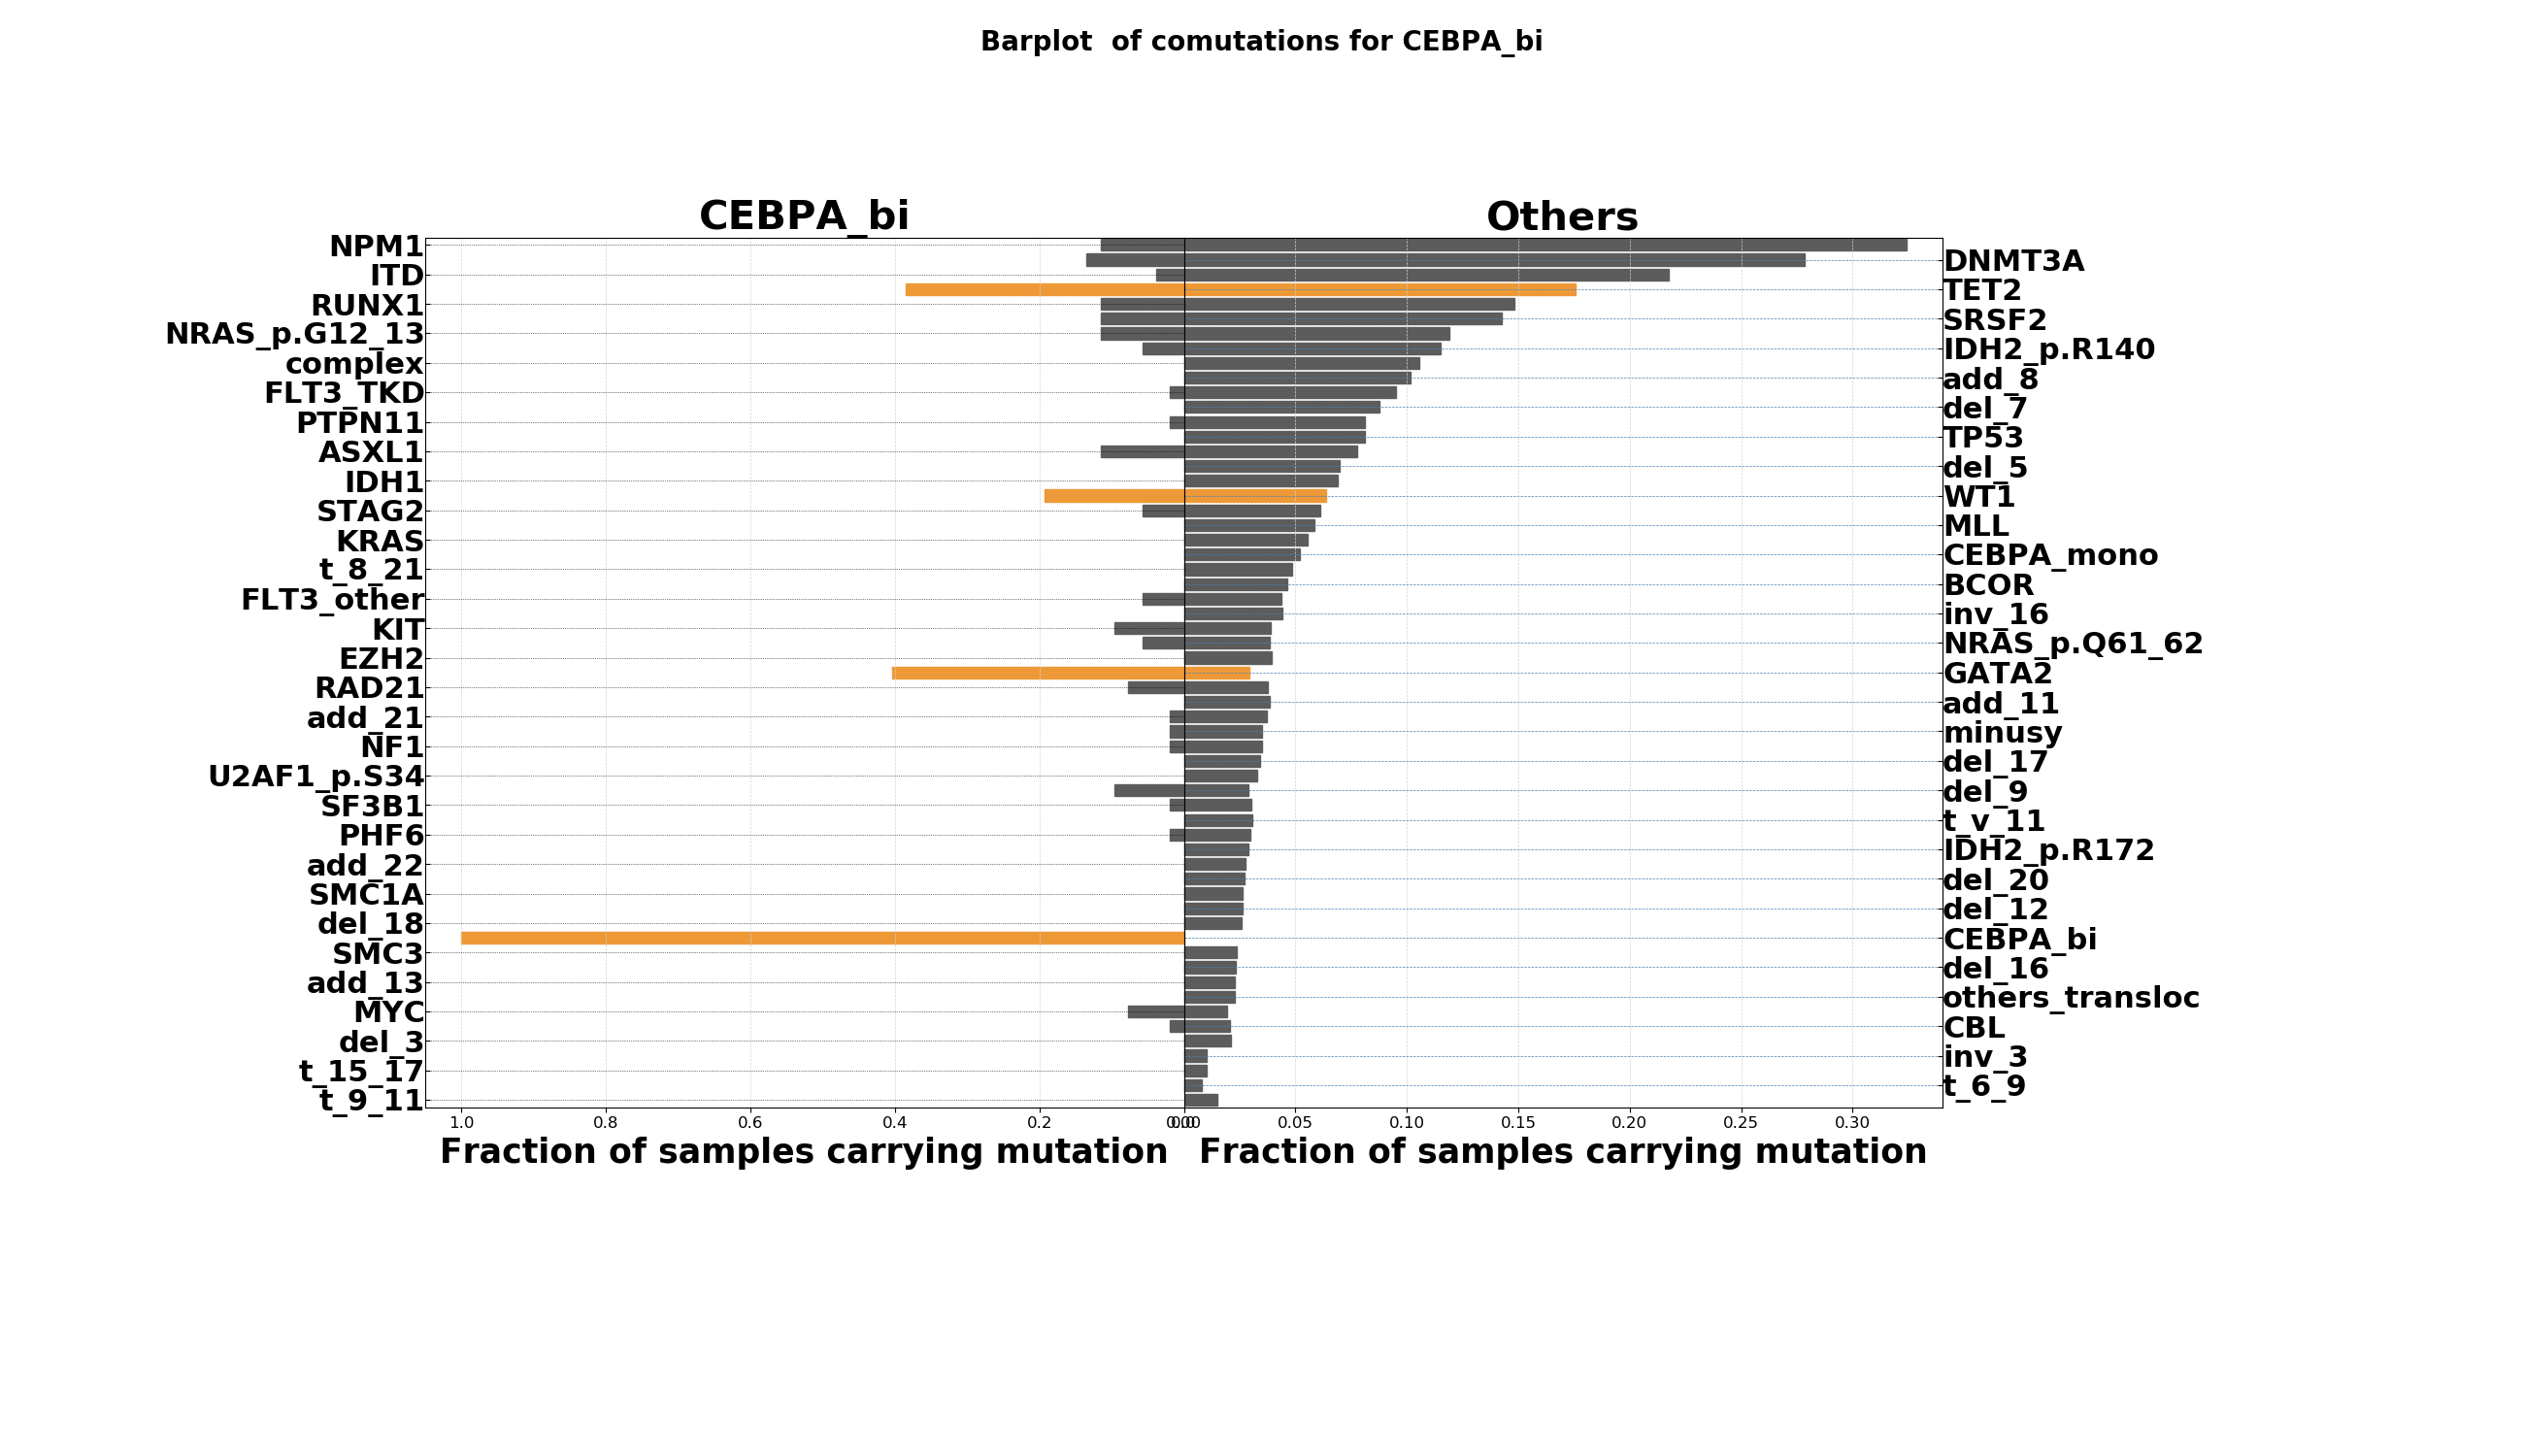 Barplot  of comutations for CEBPA_bi
CEBPA_bi
Others
NPM1
DNMT3A
ITD
TET2
RUNX1
SRSF2
NRAS_p.G12_13
IDH2_p.R140
complex
add_8
FLT3_TKD
del_7
PTPN11
TP53
ASXL1
del_5
IDH1
WT1
STAG2
MLL
KRAS
CEBPA_mono
t_8_21
BCOR
FLT3_other
inv_16
KIT
NRAS_p.Q61_62
EZH2
GATA2
RAD21
add_11
add_21
minusy
NF1
del_17
U2AF1_p.S34
del_9
SF3B1
t_v_11
PHF6
IDH2_p.R172
add_22
del_20
SMC1A
del_12
del_18
CEBPA_bi
SMC3
del_16
add_13
others_transloc
MYC
CBL
del_3
inv_3
t_15_17
t_6_9
t_9_11
1.0 0.8 0.6 0.4 0.2 0.0 0.00 0.05 0.10 0.15 0.20 0.25 0.30
Fraction of samples carrying mutation
Fraction of samples carrying mutation